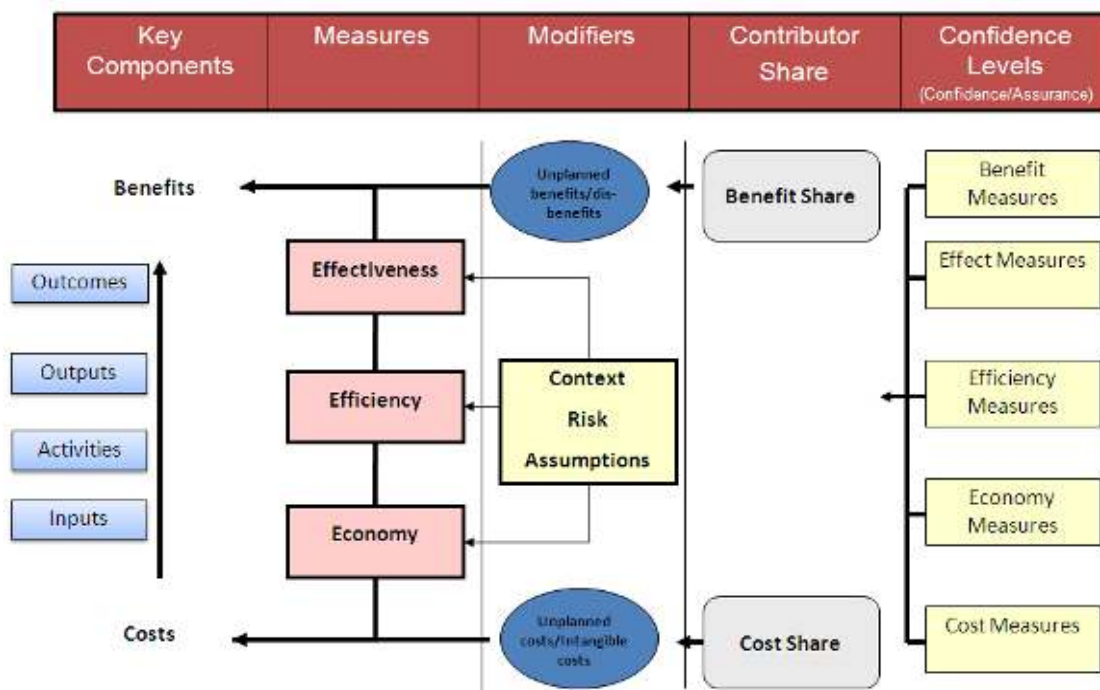 Key
Components
Measures
Modifiers
Contributor
Share
Confidence
Levels
(Confidence/Assurance)
Benefits
Outcomes
Outputs
Activities
Inputs
Costs
Effectiveness
Efficiency
Economy
Unplanned
benefits/dis-
benefits
Context
Risk
Assumptions
Unplanned
costs/Intangible
costs
Benefit Share
Cost Share
Benefit
Measures
Effect Measures
Efficiency
Measures
Economy
Measures
Cost Measures